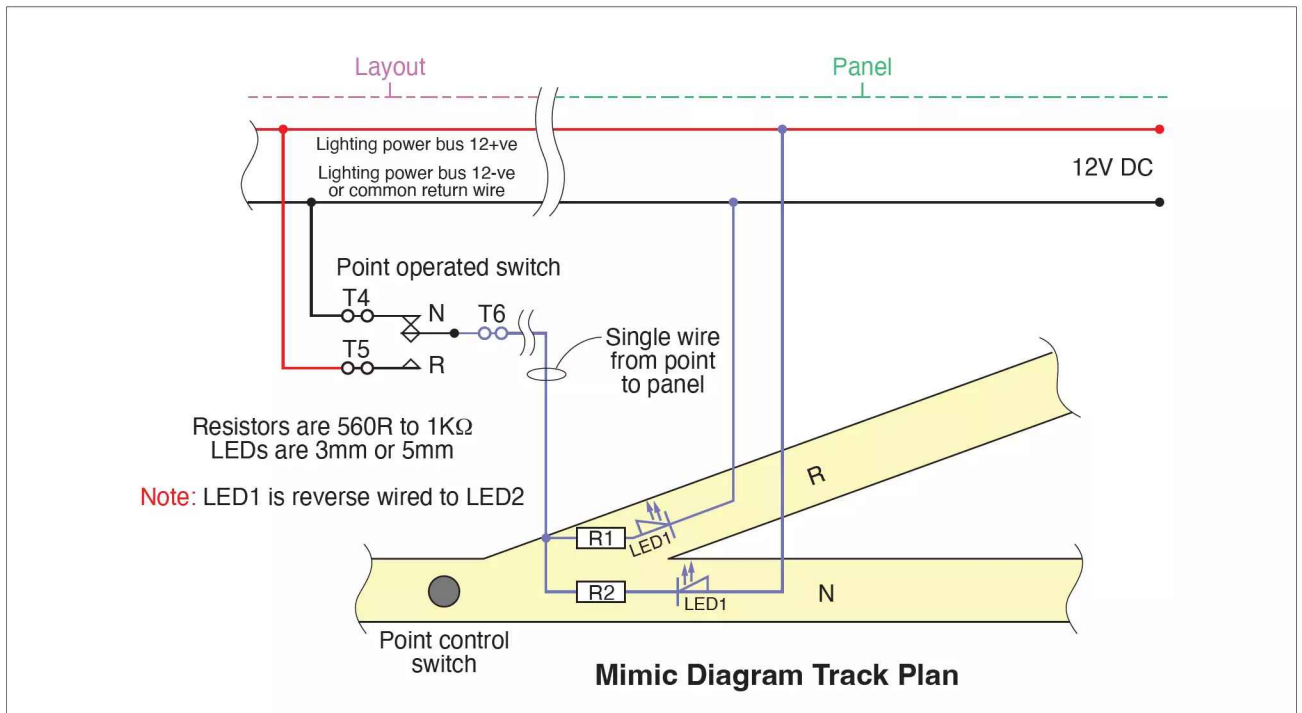 Layout
Panel
Lighting power bus 12+ve
Lighting power bus 12-ve
or common return wire
12V DC
Point operated switch
T4
N
T6
T5
R
Single wire
from point
to panel
Resistors are 560R to 1KΩ
LEDs are 3mm or 5mm
Note: LED1 is reverse wired to LED2
R
R1
LED1
R2
LED1
N
Point control
switch
Mimic Diagram Track Plan